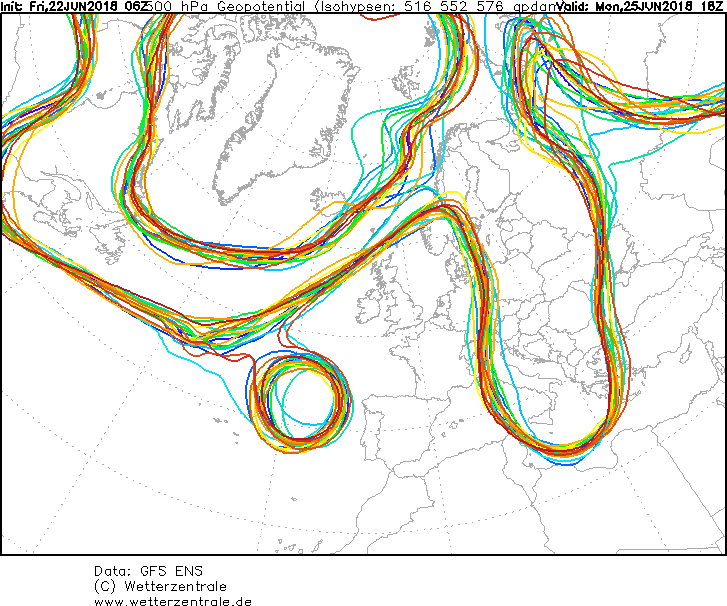 Init: Fri,22JUN2018 06Z 500 hPa Geopotential (Isohypsen: 516 552 576 gpdam) Valid: Mon,25JUN2018 18Z
Data: GFS ENS
(C) Wetterzentrale
www.wetterzentrale.de